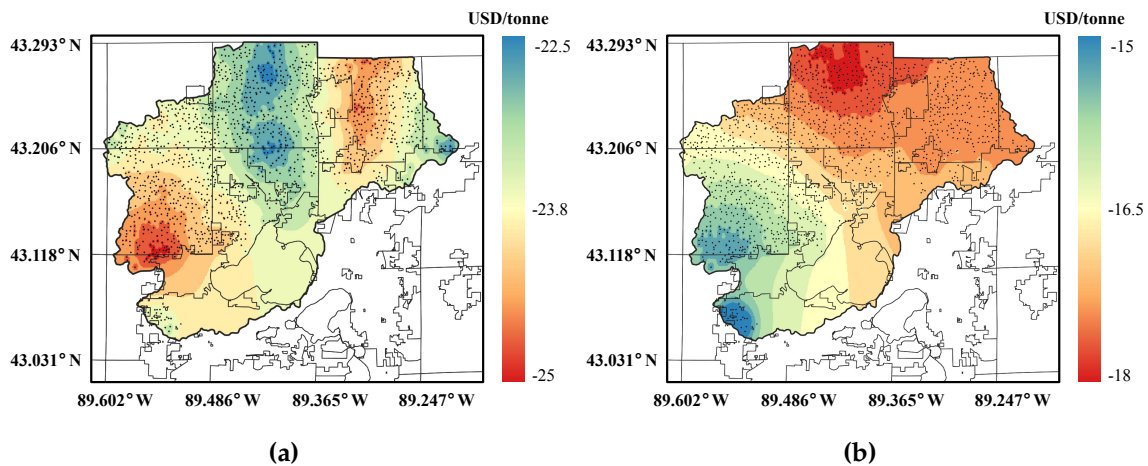 USD/tonne
43.293° N
-22.5
43.206° N
-23.8
43.118° N
43.031° N
-25
89.602° W 89.486° W 89.365° W 89.247° W
(a)
USD/tonne
43.293° N
-15
43.206° N
-16.5
43.118° N
43.031° N
-18
89.602° W 89.486° W 89.365° W 89.247° W
(b)